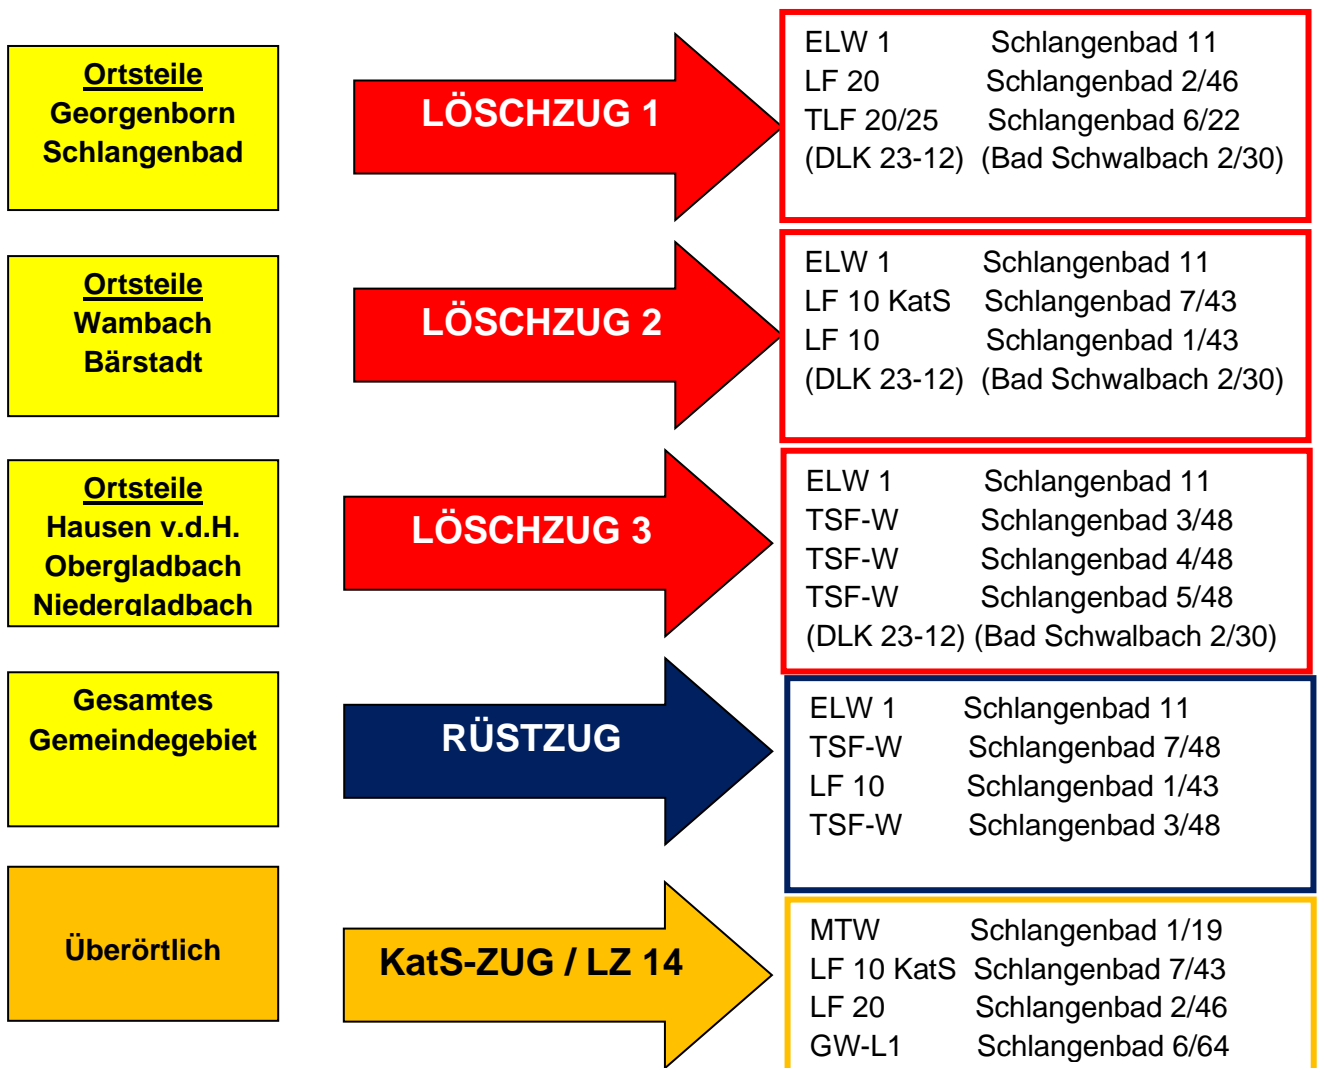 Ortsteile
Georgenborn
Schlangenbad
LÖSCHZUG 1
ELW 1 Schlangenbad 11
LF 20 Schlangenbad 2/46
TLF 20/25 Schlangenbad 6/22
(DLK 23-12) (Bad Schwalbach 2/30)
Ortsteile
Wambach
Bärstadt
LÖSCHZUG 2
ELW 1 Schlangenbad 11
LF 10 KatS Schlangenbad 7/43
LF 10 Schlangenbad 1/43
(DLK 23-12) (Bad Schwalbach 2/30)
Ortsteile
Hausen v.d.H.
Obergladbach
Niedergladbach
LÖSCHZUG 3
ELW 1 Schlangenbad 11
TSF-W Schlangenbad 3/48
TSF-W Schlangenbad 4/48
TSF-W Schlangenbad 5/48
(DLK 23-12) (Bad Schwalbach 2/30)
Gesamtes
Gemeindegebiet
RÜSTZUG
ELW 1 Schlangenbad 11
TSF-W Schlangenbad 7/48
LF 10 Schlangenbad 1/43
TSF-W Schlangenbad 3/48
Überörtlich
KatS-ZUG / LZ 14
MTW Schlangenbad 1/19
LF 10 KatS Schlangenbad 7/43
LF 20 Schlangenbad 2/46
GW-L1 Schlangenbad 6/64